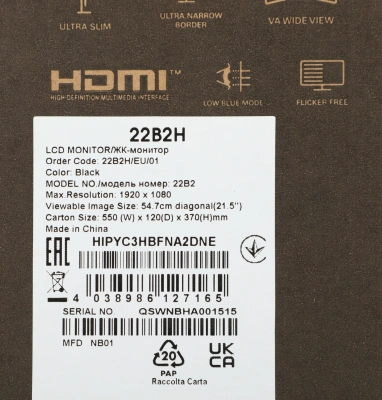 ULTRA SLIM
ULTRA NARROW
BORDER
VA WIDE VIEW
HDMI™
HIGH-DEFINITION MULTIMEDIA INTERFACE
LOW BLUE MODE
FLICKER FREE
22B2H
LCD MONITOR/ЖК-монитор
Order Code: 22B2H/EU/01
Color: Black
MODEL NO./модель номер: 22B2
Max.Resolution: 1920 x 1080
Viewable Image Size: 54.7cm diagonal(21.5")
Carton Size: 550 (W) x 120(D) x 370(H)mm
Made in China
EAC
HIPYC3HBFNA2DNE
4 038986 127165
SERIAL NO QSWNBHA001515
MFD NB01
20
PAP
Raccolta Carta
UK
CA